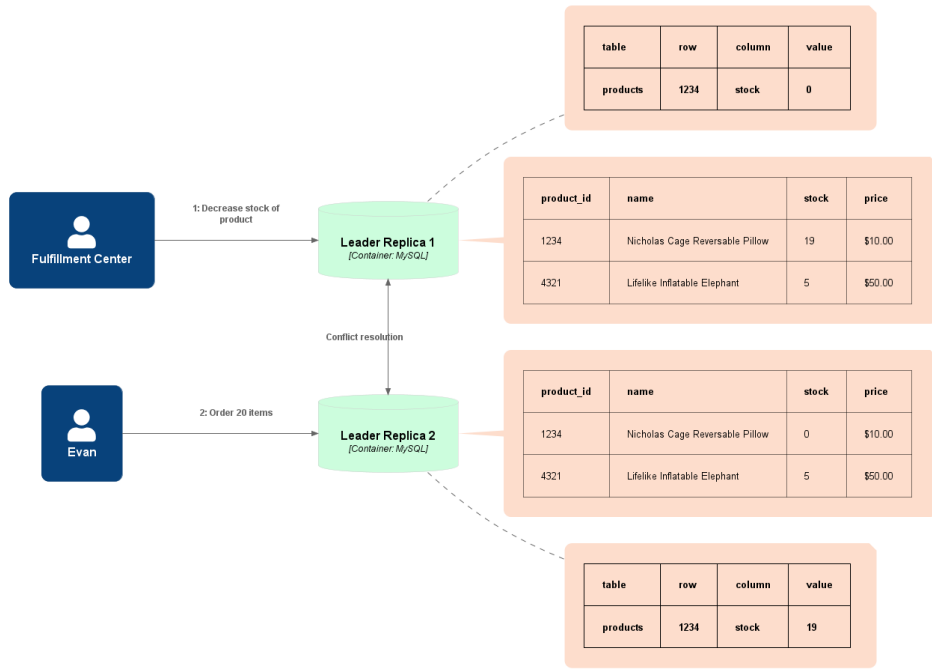 table row column value
products 1234 stock 0
product_id name stock price
1234 Nicholas Cage Reversable Pillow 19 $10.00
4321 Lifelike Inflatable Elephant 5 $50.00
Fulfillment Center
1: Decrease stock of
product
Leader Replica 1
[Container: MySQL]
Conflict resolution
Evan
2: Order 20 items
Leader Replica 2
[Container: MySQL]
product_id name stock price
1234 Nicholas Cage Reversable Pillow 0 $10.00
4321 Lifelike Inflatable Elephant 5 $50.00
table row column value
products 1234 stock 19